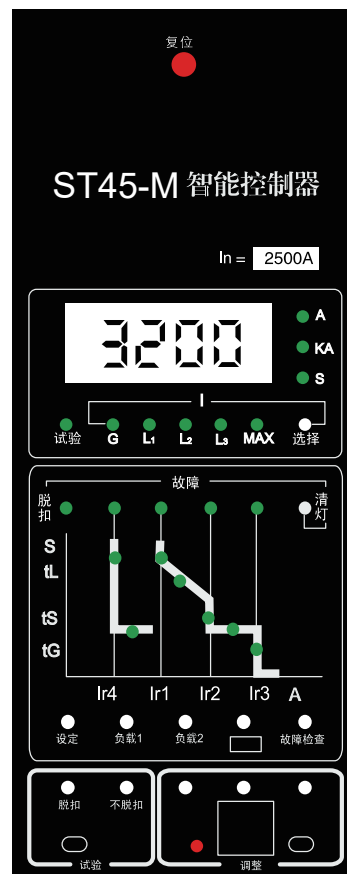 复位
ST45-M 智能控制器
In = 2500A
3200
A
KA
S
I
试验 G L1 L2 L3 MAX 选择
故障
脱扣
清灯
S
tL
tS
tG
Ir4 Ir1 Ir2 Ir3 A
设定 负载1 负载2 故障检查
脱扣 不脱扣
试验 调整